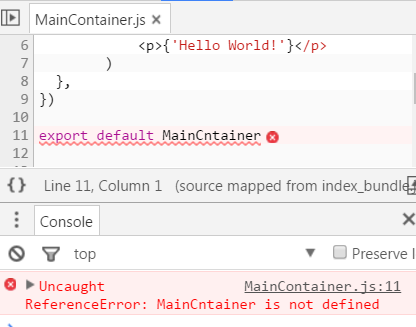 MainContainer.js ×
6 <p>{'Hello World!'}</p>
7 )
8 },
9 })
10
11 export default MainCntainer
12
{} Line 11, Column 1 (source mapped from index_bundle.
Console
top Preserve l
Uncaught MainContainer.js:11
ReferenceError: MainCntainer is not defined